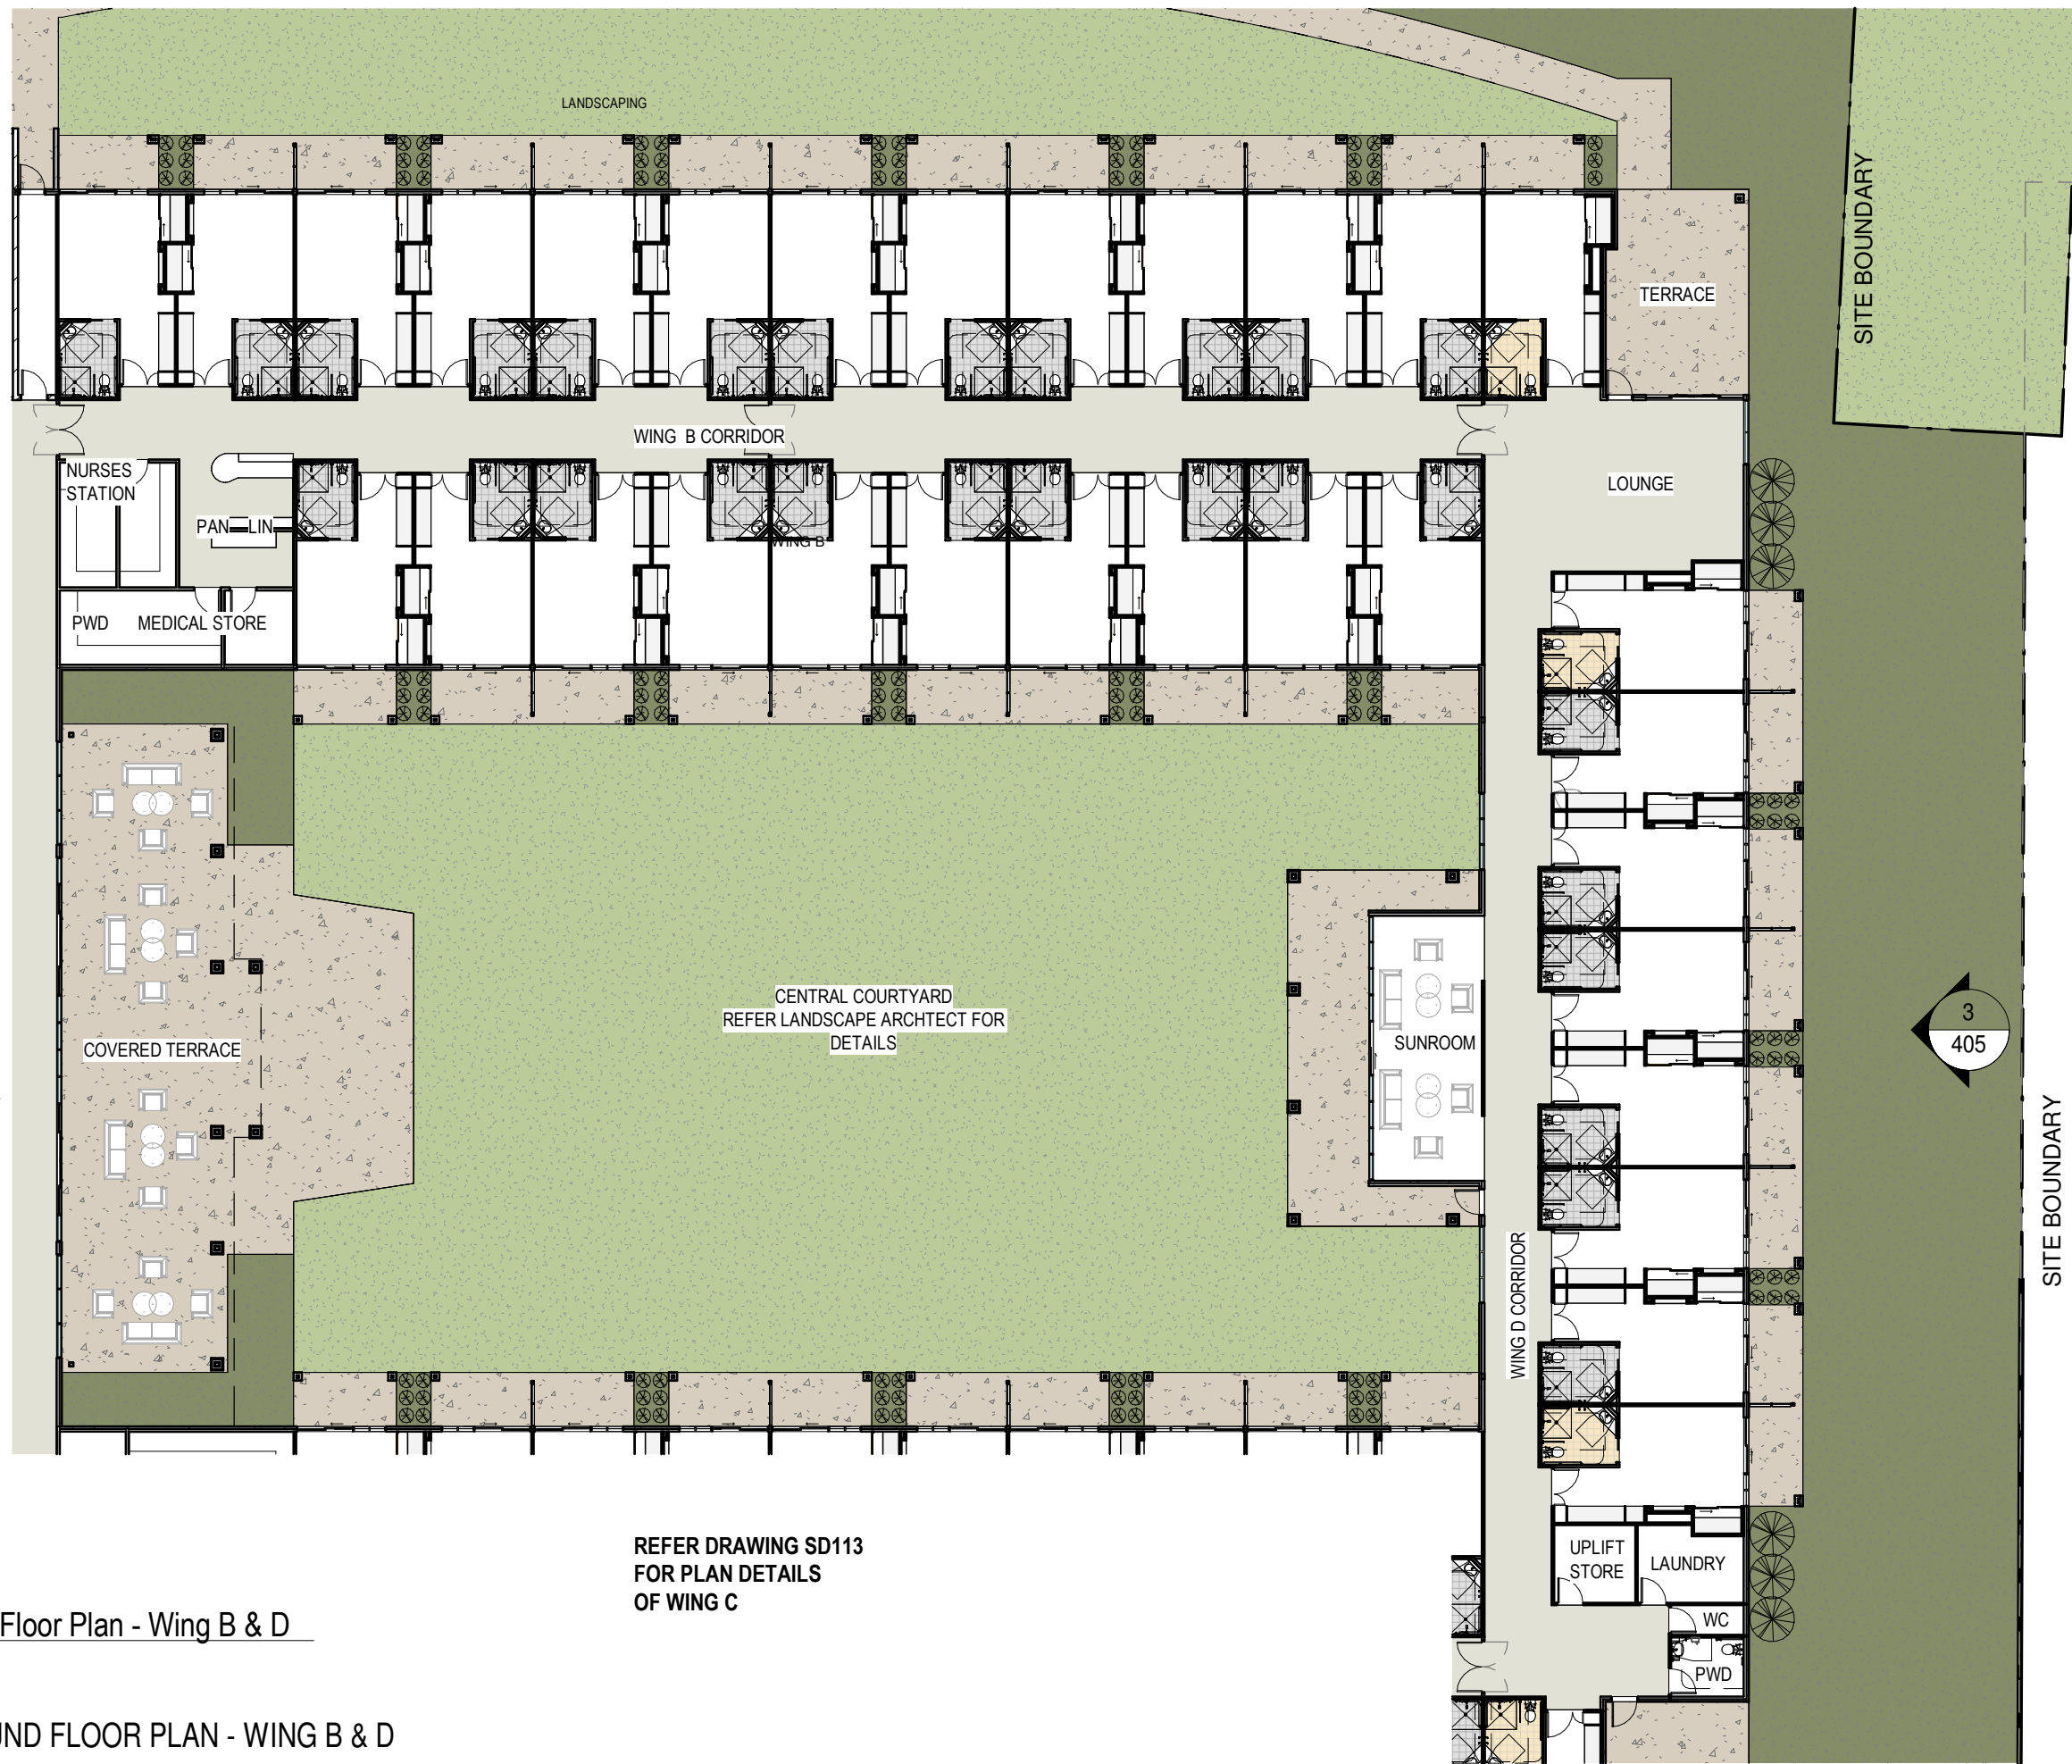 LANDSCAPING
SITE BOUNDARY
TERRACE
WING B CORRIDOR
NURSES
STATION
LOUNGE
PAN
LIN
WING B
PWD
MEDICAL STORE
CENTRAL COURTYARD
REFER LANDSCAPE ARCHTECT FOR
DETAILS
COVERED TERRACE
SUNROOM
3
405
SITE BOUNDARY
WING D CORRIDOR
REFER DRAWING SD113
FOR PLAN DETAILS
OF WING C
UPLIFT
STORE
LAUNDRY
WC
PWD
Floor Plan - Wing B & D
UND FLOOR PLAN - WING B & D